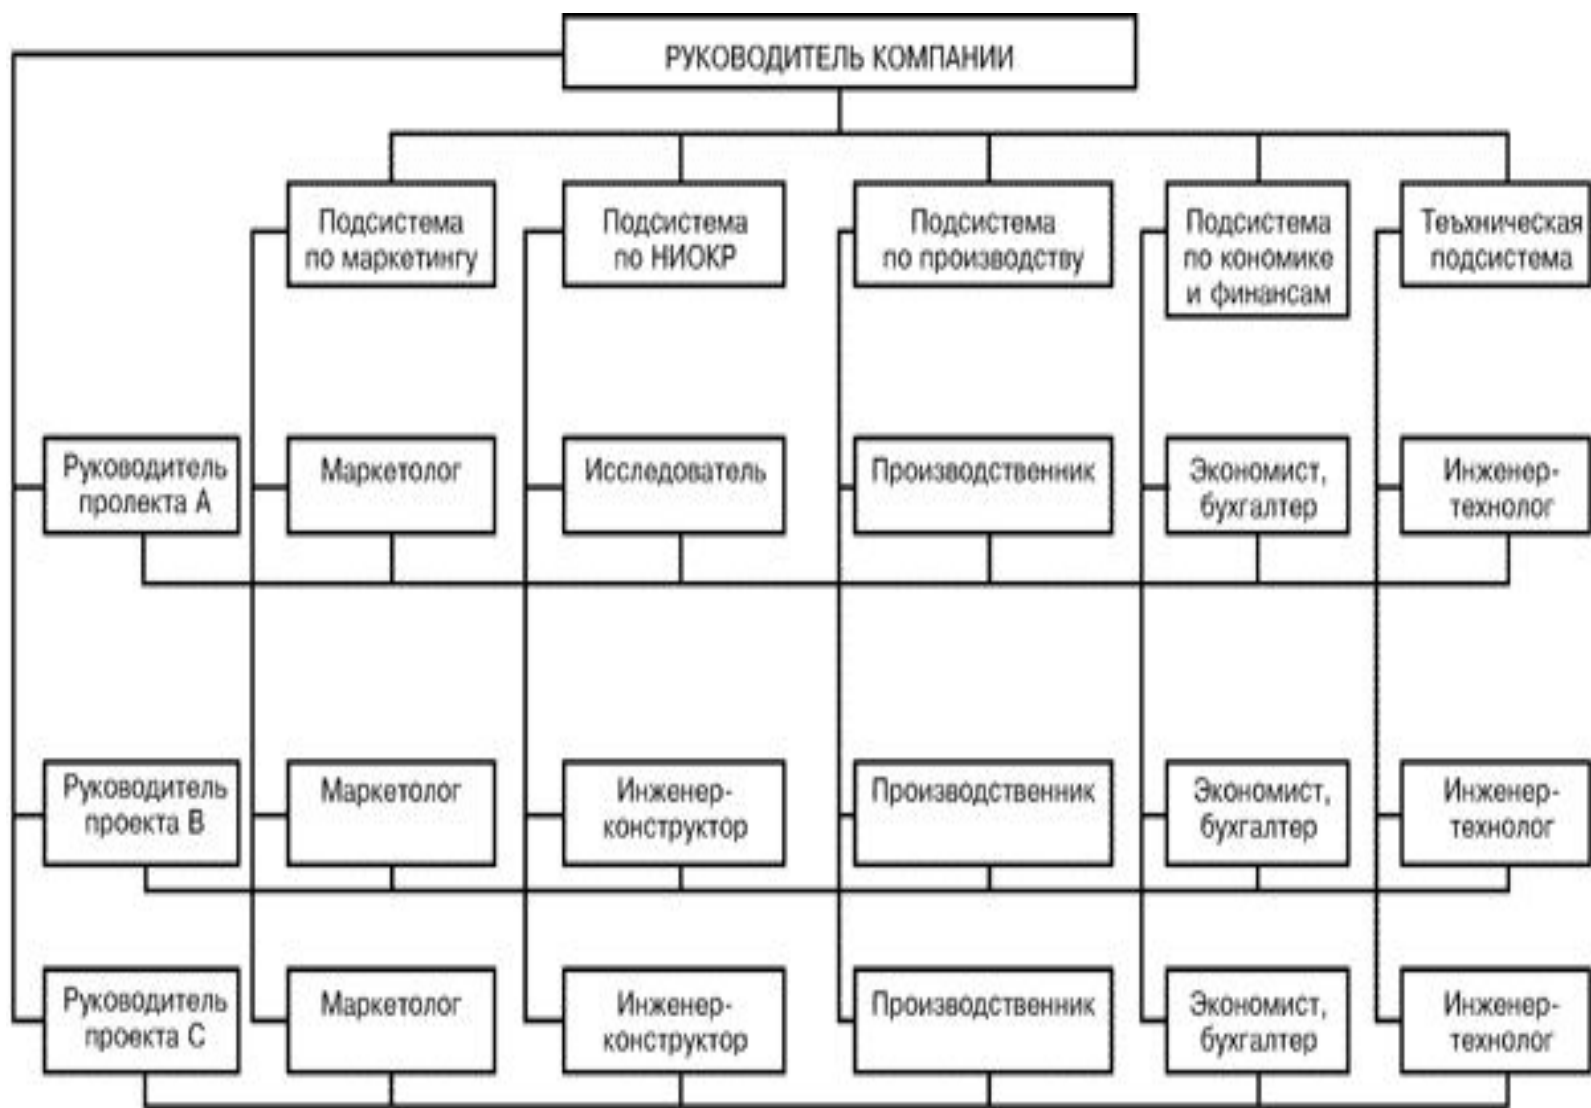 РУКОВОДИТЕЛЬ КОМПАНИИ
Подсистема
по маркетингу
Подсистема
по НИОКР
Подсистема
по производству
Подсистема
по кономике
и финансам
Теъхническая
подсистема
Руководитель
пролекта А
Маркетолог
Исследователь
Производственник
Экономист,
бухгалтер
Инженер-
технолог
Руководитель
проекта В
Маркетолог
Инженер-
конструктор
Производственник
Экономист,
бухгалтер
Инженер-
технолог
Руководитель
проекта С
Маркетолог
Инженер-
конструктор
Производственник
Экономист,
бухгалтер
Инженер-
технолог